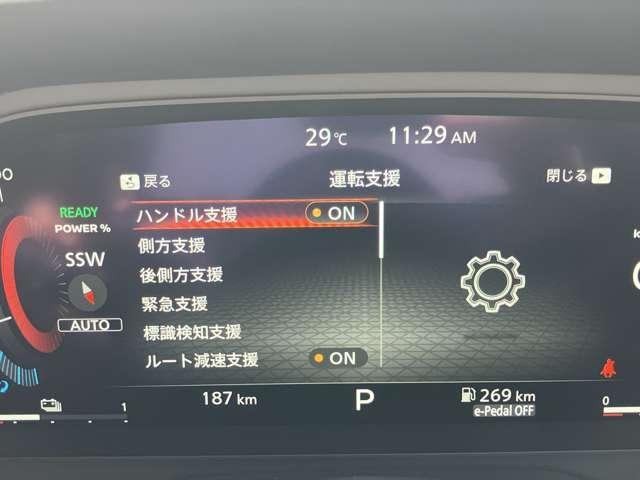 29℃ 11:29 AM
戻る 運転支援 閉じる
READY
POWER %
SSW
AUTO
ハンドル支援 ON
側方支援
後側方支援
緊急支援
標識検知支援
ルート減速支援 ON
187 km P 269 km
e-Pedal OFF
1 0